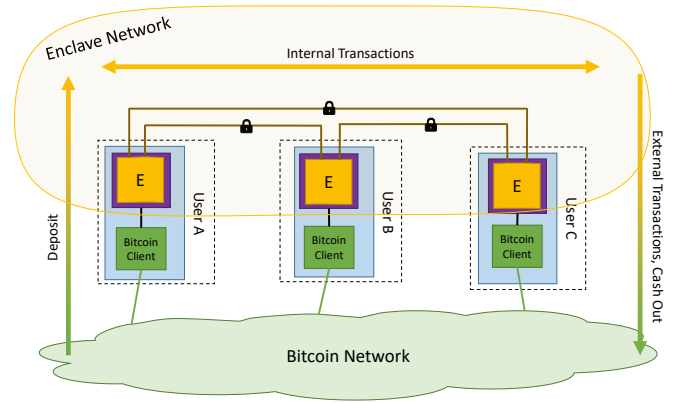 Enclave Network
Internal Transactions
E
E
E
User A
User B
User C
Bitcoin
Client
Bitcoin
Client
Bitcoin
Client
Deposit
External Transactions, Cash Out
Bitcoin Network